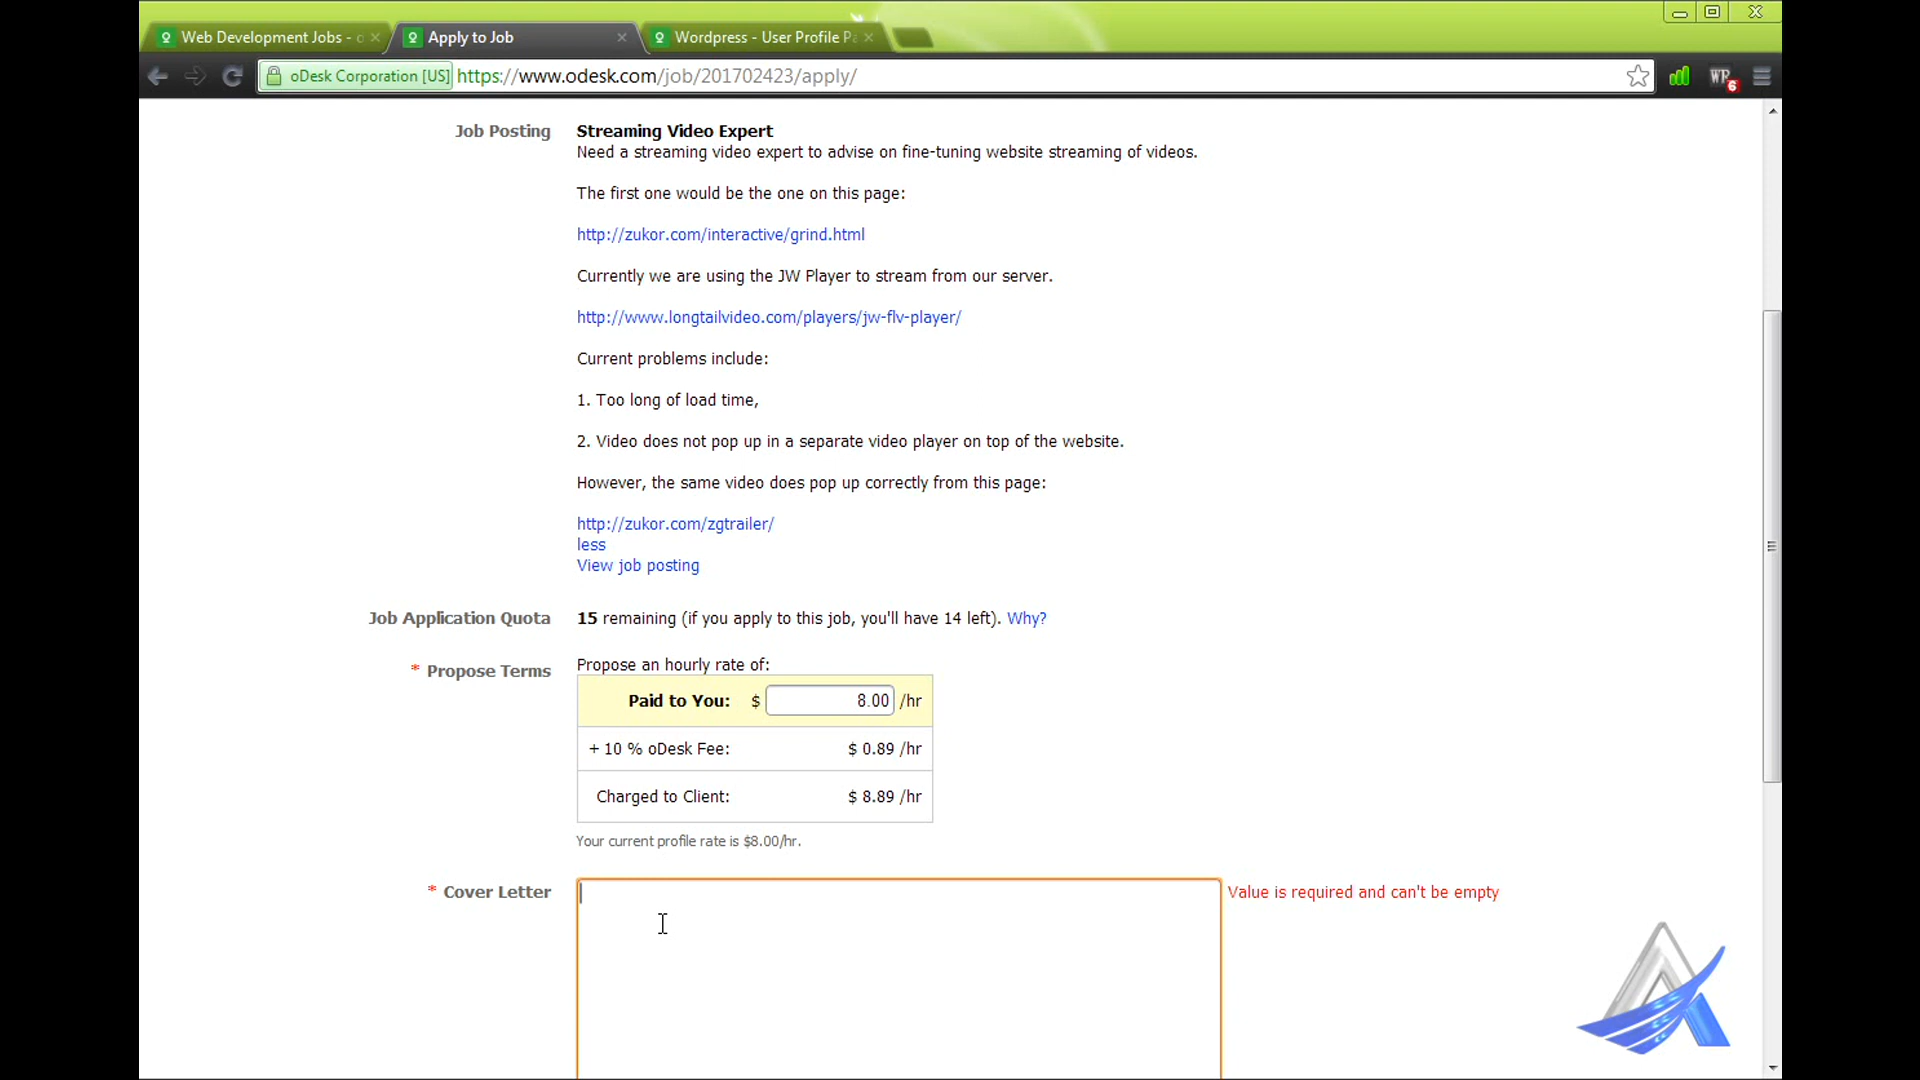 Web Development Jobs - o
Apply to Job
Wordpress - User Profile Pa
oDesk Corporation [US] https://www.odesk.com/job/201702423/apply/
WP
6
Job Posting
Streaming Video Expert
Need a streaming video expert to advise on fine-tuning website streaming of videos.
The first one would be the one on this page:
http://zukor.com/interactive/grind.html
Currently we are using the JW Player to stream from our server.
http://www.longtailvideo.com/players/jw-flv-player/
Current problems include:
1. Too long of load time,
2. Video does not pop up in a separate video player on top of the website.
However, the same video does pop up correctly from this page:
http://zukor.com/zgtrailer/
less
View job posting
Job Application Quota 15 remaining (if you apply to this job, you'll have 14 left). Why?
* Propose Terms Propose an hourly rate of:
Paid to You: $ 8.00 /hr
+ 10 % oDesk Fee: $ 0.89 /hr
Charged to Client: $ 8.89 /hr
Your current profile rate is $8.00/hr.
* Cover Letter Value is required and can't be empty